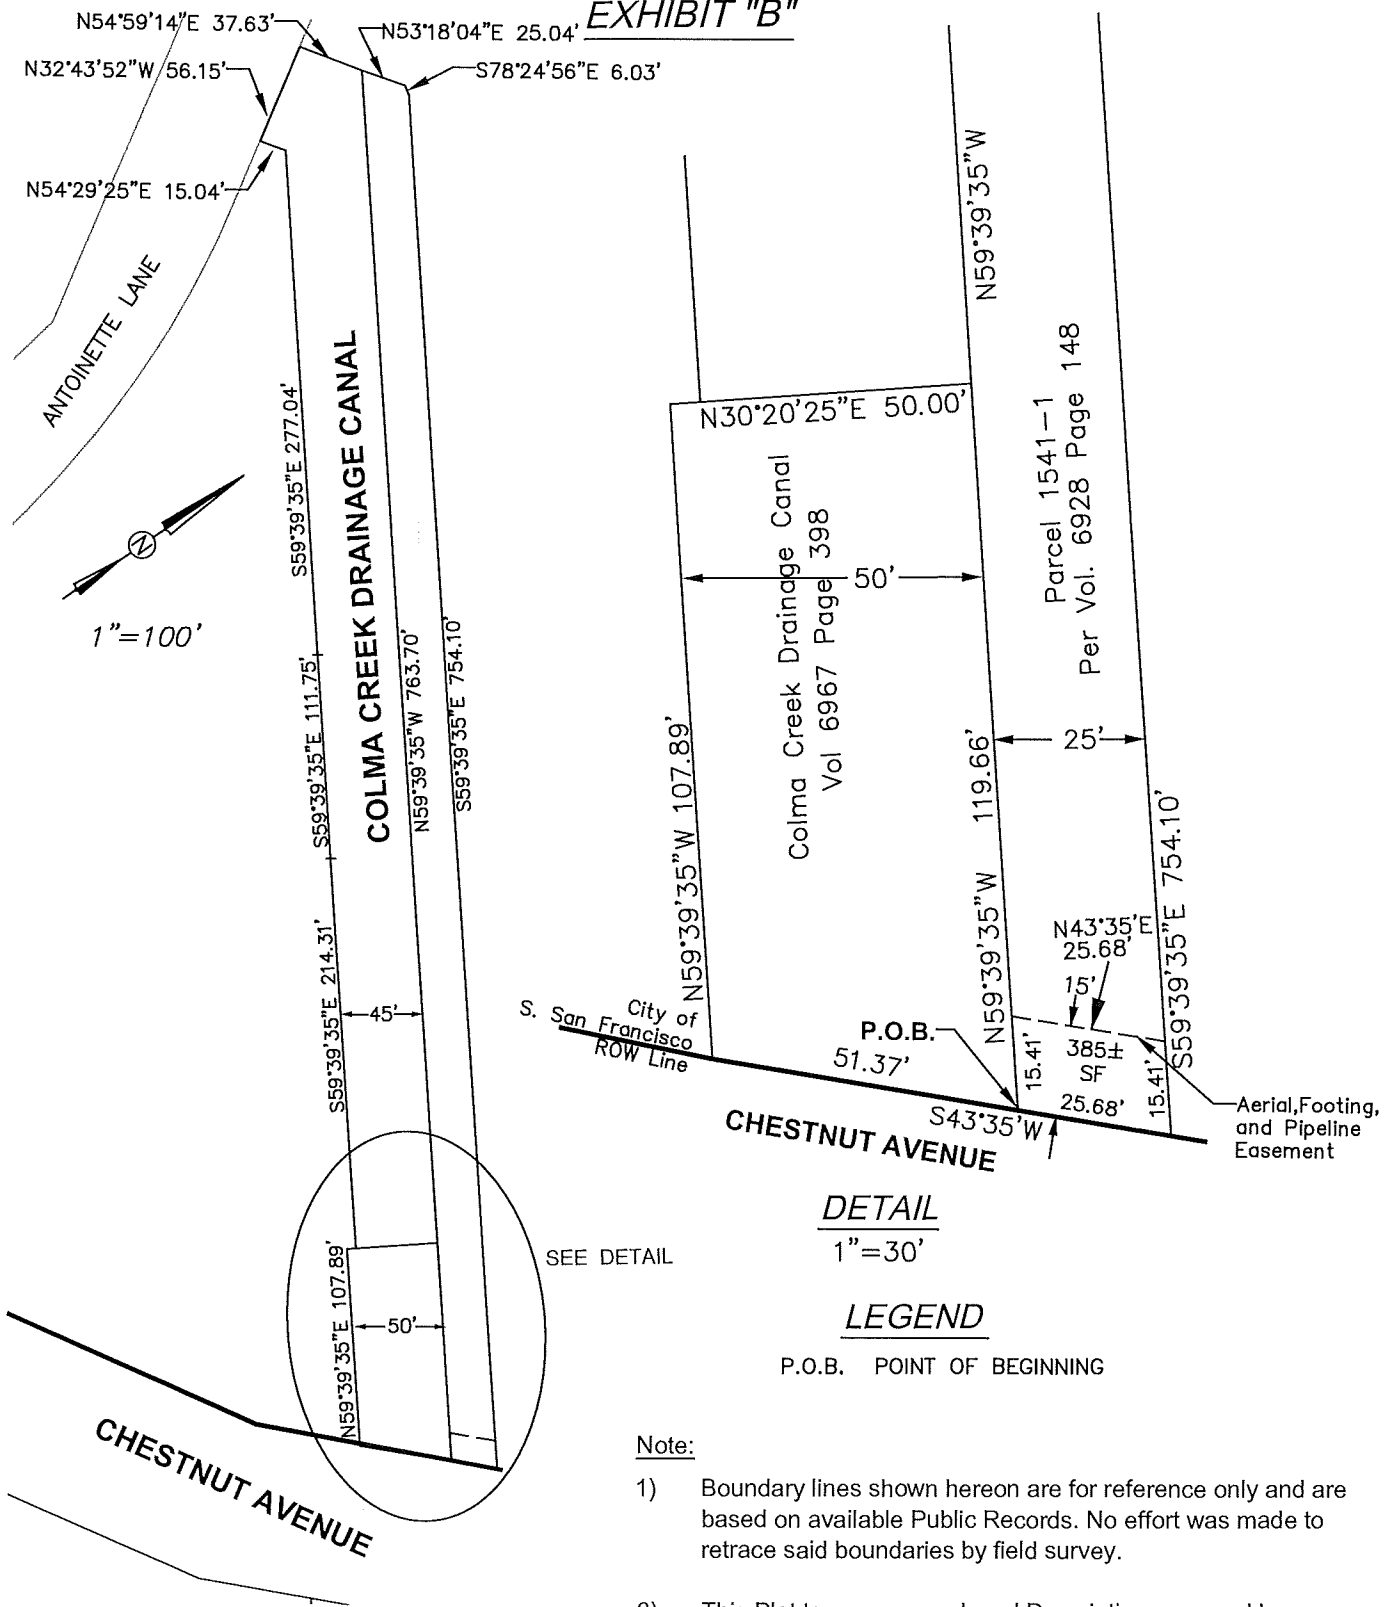 EXHIBIT "B"
N54°59'14"E 37.63'
N53°18'04"E 25.04'
N32°43'52"W 56.15'
S78°24'56"E 6.03'
N54°29'25"E 15.04'
ANTOINETTE LANE
N
1"=100'
S59°39'35"E 277.04'
S59°39'35"E 111.75'
S59°39'35"E 214.31'
COLMA CREEK DRAINAGE CANAL
N59°39'35"W 763.70'
S59°39'35"E 754.10'
45'
N59°39'35"E 107.89'
50'
SEE DETAIL
CHESTNUT AVENUE
N59°39'35"W
N30°20'25"E 50.00'
Colma Creek Drainage Canal
Vol 6967 Page 398
50'
Parcel 1541-1
Per Vol. 6928 Page 148
25'
N59°39'35"W 107.89'
N59°39'35"W 119.66'
S59°39'35"E 754.10'
N43°35'E
25.68'
15'
385±
SF
15.41'
15.41'
25.68'
P.O.B.
City of
S. San Francisco
ROW Line
51.37'
S43°35'W
CHESTNUT AVENUE
Aerial,Footing,
and Pipeline
Easement
DETAIL
1"=30'
LEGEND
P.O.B. POINT OF BEGINNING
Note:
1) Boundary lines shown hereon are for reference only and are
based on available Public Records. No effort was made to
retrace said boundaries by field survey.